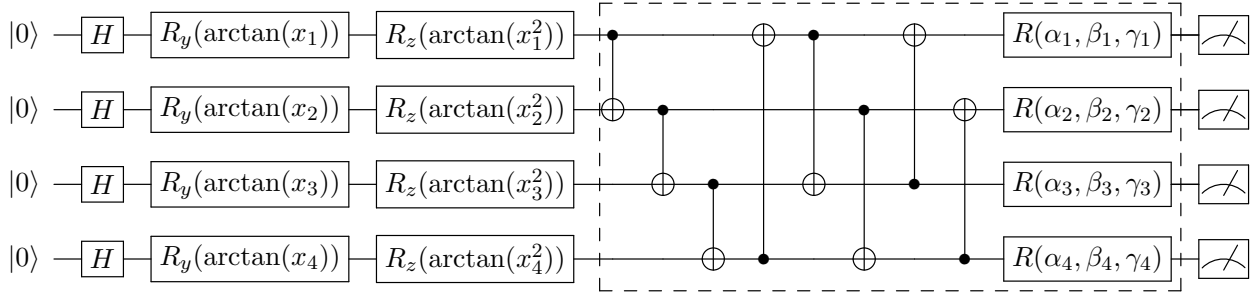 |0⟩ H R_y(arctan(x_1)) R_z(arctan(x_1^2)) R(α_1, β_1, γ_1)
|0⟩ H R_y(arctan(x_2)) R_z(arctan(x_2^2)) R(α_2, β_2, γ_2)
|0⟩ H R_y(arctan(x_3)) R_z(arctan(x_3^2)) R(α_3, β_3, γ_3)
|0⟩ H R_y(arctan(x_4)) R_z(arctan(x_4^2)) R(α_4, β_4, γ_4)